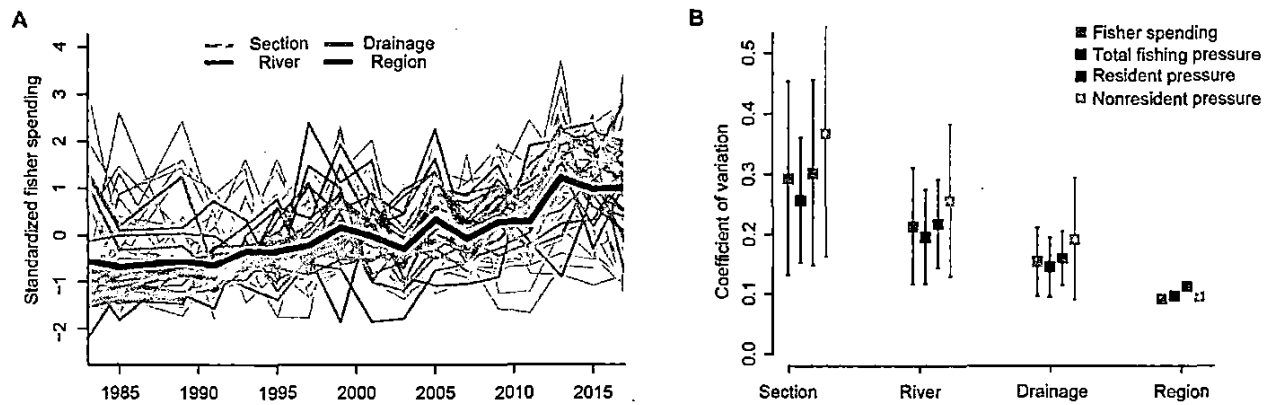 A
Section Drainage
River Region
Standardized fisher spending
4
3
2
1
0
−1
−2
1985 1990 1995 2000 2005 2010 2015
B
Fisher spending
Total fishing pressure
Resident pressure
Nonresident pressure
Coefficient of variation
0.5
0.4
0.3
0.2
0.1
0.0
Section River Drainage Region